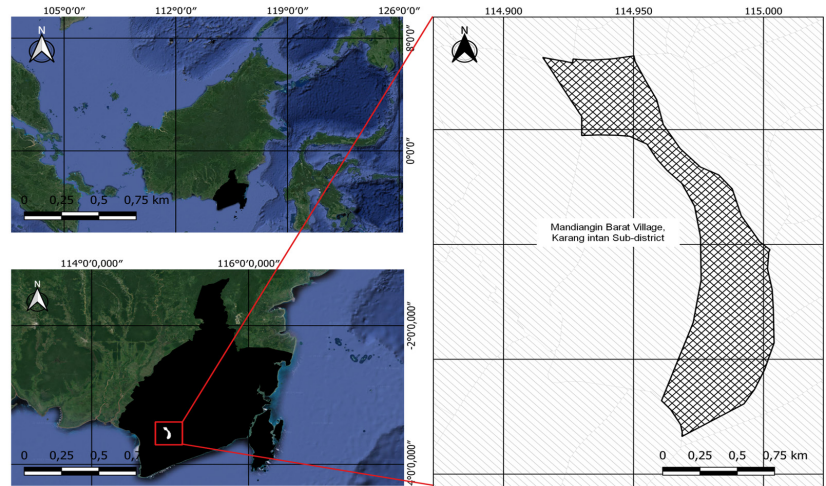 105°0'0"
112°0'0"
119°0'0"
126°0'0"
8°0'0"
0°0'0"
0 0,25 0,5 0,75 km
114°0'0,000"
116°0'0,000"
-2°0'0,000"
-4°0'0,000"
0 0,25 0,5 0,7
114.900
114.950
115.000
Mandiangin Barat Village,
Karang intan Sub-district
0 0,25 0,5 0,75 km